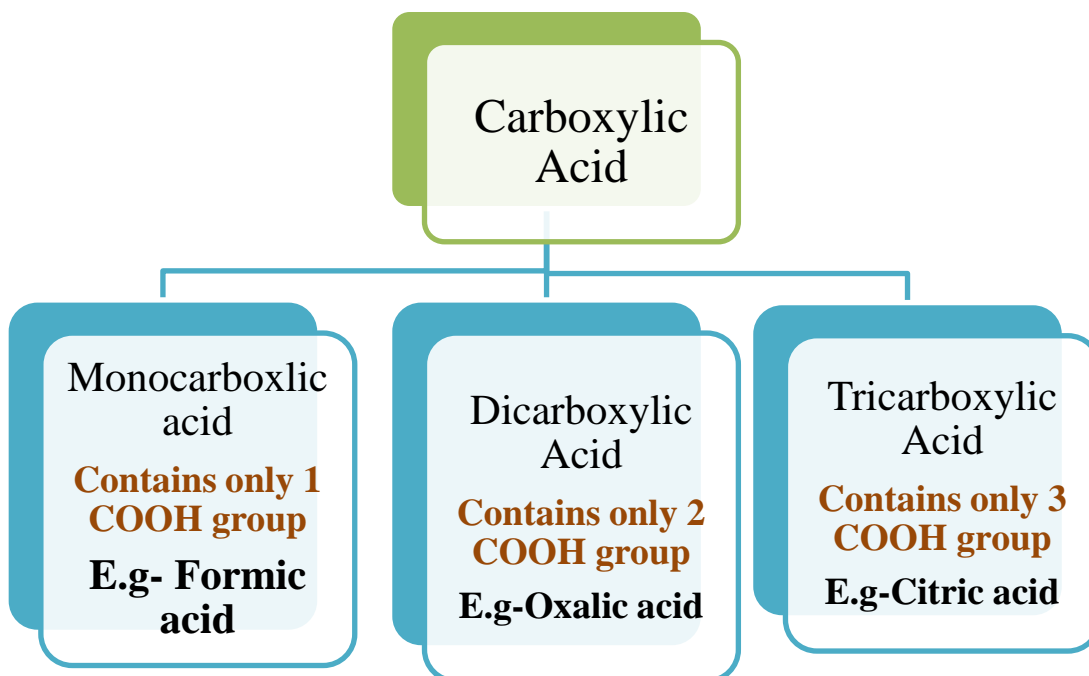 Carboxylic
Acid
Monocarboxlic
acid
Contains only 1
COOH group
E.g- Formic
acid
Dicarboxylic
Acid
Contains only 2
COOH group
E.g-Oxalic acid
Tricarboxylic
Acid
Contains only 3
COOH group
E.g-Citric acid